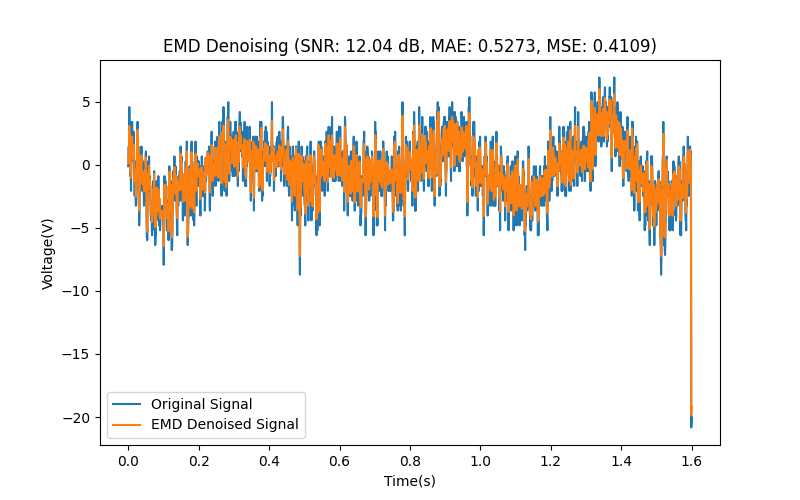 EMD Denoising (SNR: 12.04 dB, MAE: 0.5273, MSE: 0.4109)
5
0
−5
−10
−15
−20
Voltage(V)
Original Signal
EMD Denoised Signal
0.0 0.2 0.4 0.6 0.8 1.0 1.2 1.4 1.6
Time(s)